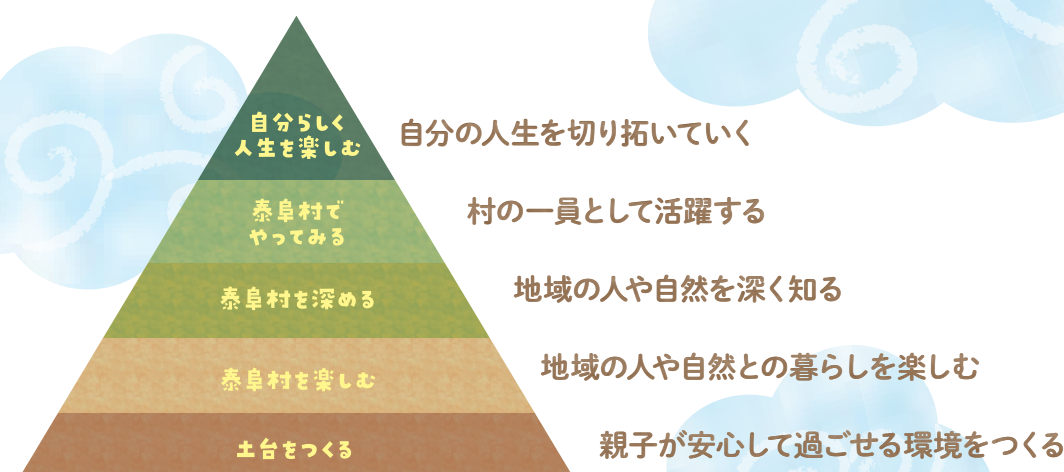 自分らしく
人生を楽しむ
自分の人生を切り拓いていく
泰阜村で
やってみる
村の一員として活躍する
泰阜村を深める
地域の人や自然を深く知る
泰阜村を楽しむ
地域の人や自然との暮らしを楽しむ
土台をつくる
親子が安心して過ごせる環境をつくる